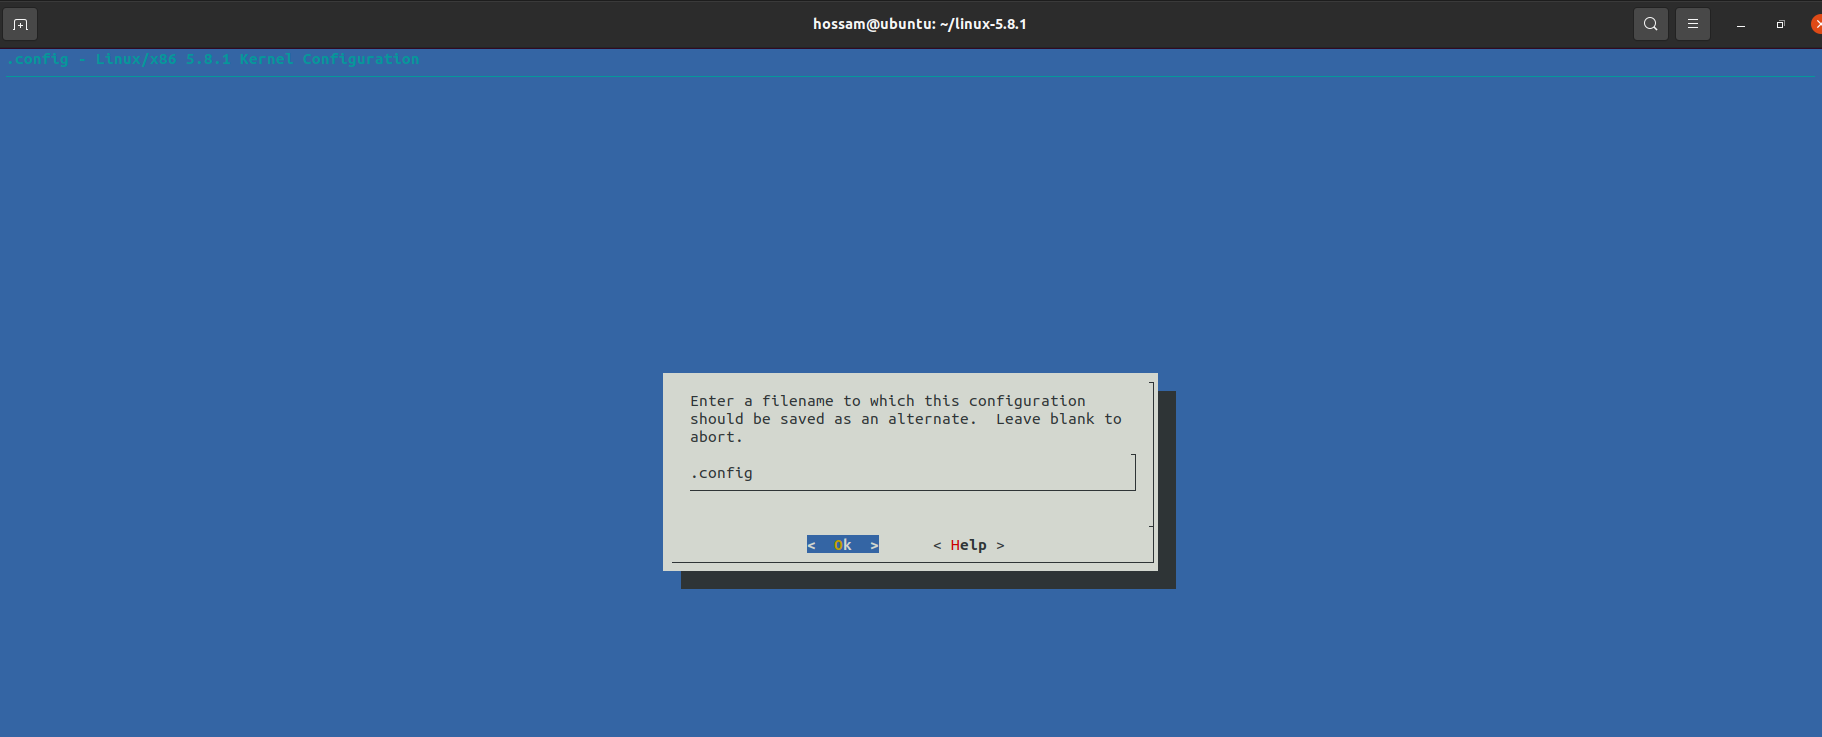 hossam@ubuntu: ~/linux-5.8.1
.config - Linux/x86 5.8.1 Kernel Configuration
Enter a filename to which this configuration
should be saved as an alternate.  Leave blank to
abort.
.config
<  Ok  > < Help >